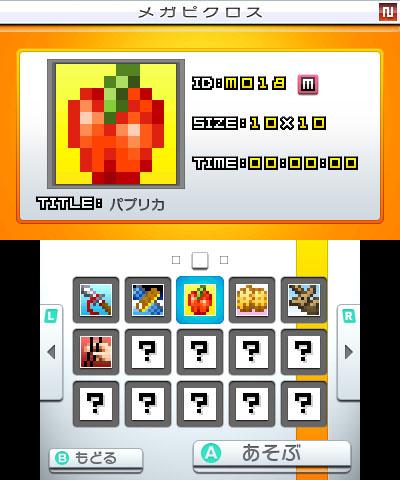 メガピクロス
ID:M018 M
SIZE:10×10
TIME:00:00:00
TITLE: パプリカ
L
R
? ? ? ?
? ? ? ? ?
B もどる
A あそぶ